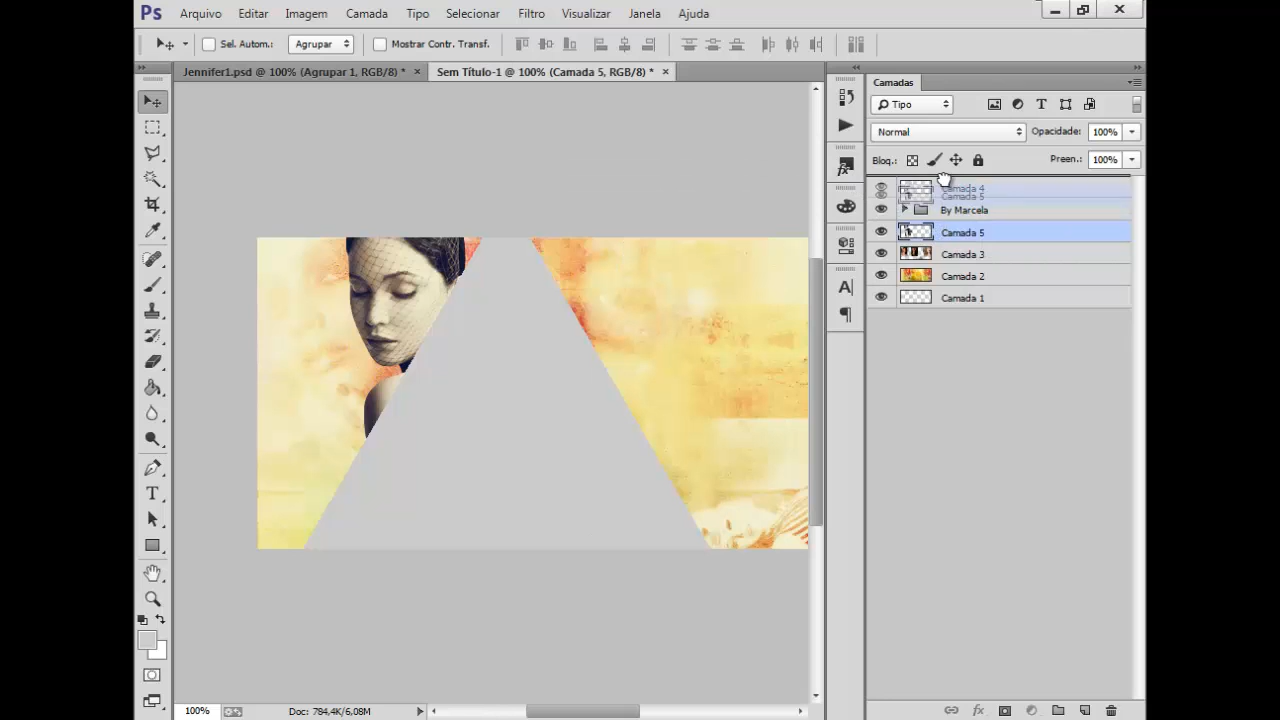 Ps Arquivo Editar Imagem Camada Tipo Selecionar Filtro Visualizar Janela Ajuda
Sel. Autom.: Agrupar Mostrar Contr. Transf.
Jennifer1.psd @ 100% (Agrupar 1, RGB/8) * × Sem Título-1 @ 100% (Camada 5, RGB/8) * ×
Camadas
Tipo
Normal Opacidade: 100%
Bloq.: Preen.: 100%
Camada 4
Camada 5
By Marcela
Camada 5
Camada 3
Camada 2
Camada 1
100% Doc: 784,4K/6,08M